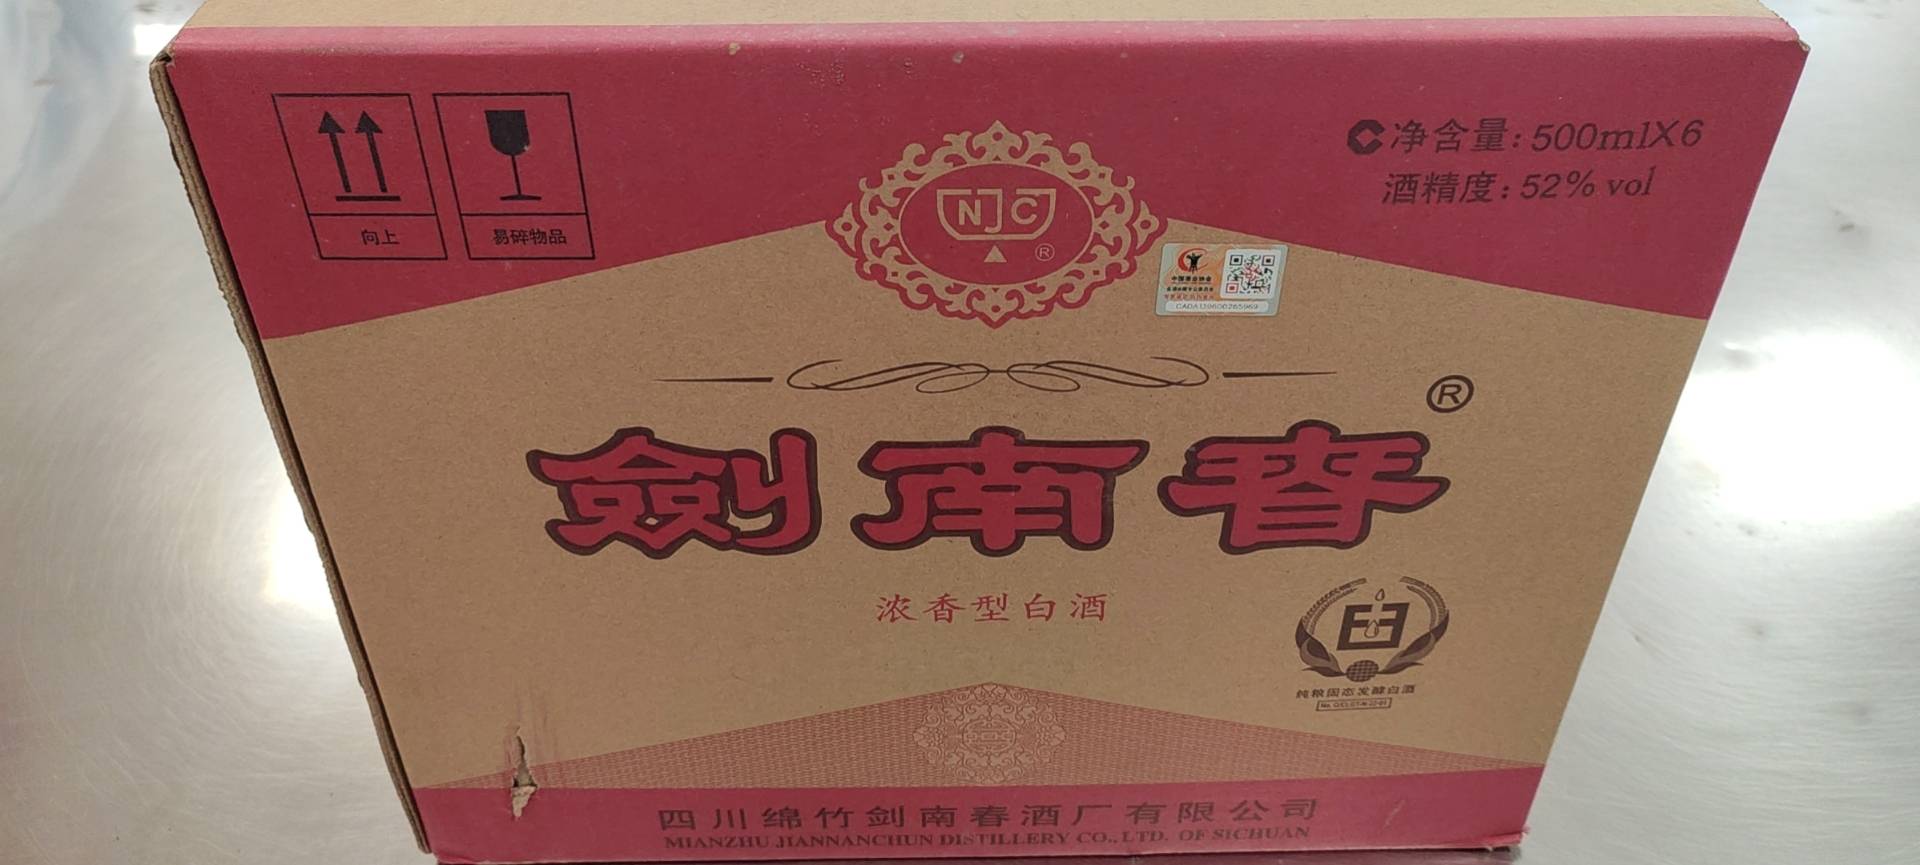 净含量：500mlX6
酒精度：52% vol
向上
易碎物品
NJC
®
CADA139600265969
®
劍南春
浓香型白酒
纯粮固态发酵白酒
四川绵竹剑南春酒厂有限公司
MIANZHU JIANNANCHUN DISTILLERY CO., LTD. OF SICHUAN